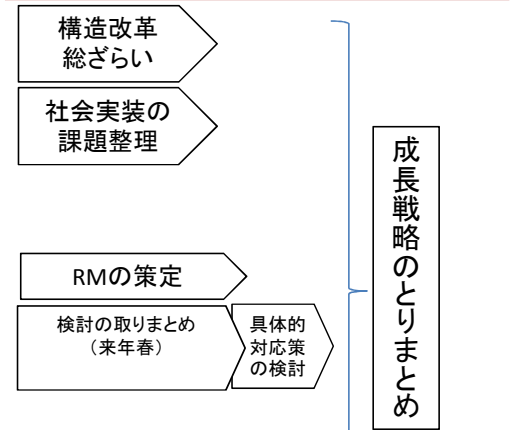 構造改革
総ざらい
社会実装の
課題整理
RMの策定
検討の取りまとめ
（来年春）
具体的
対応策
の検討
成長戦略のとりまとめ